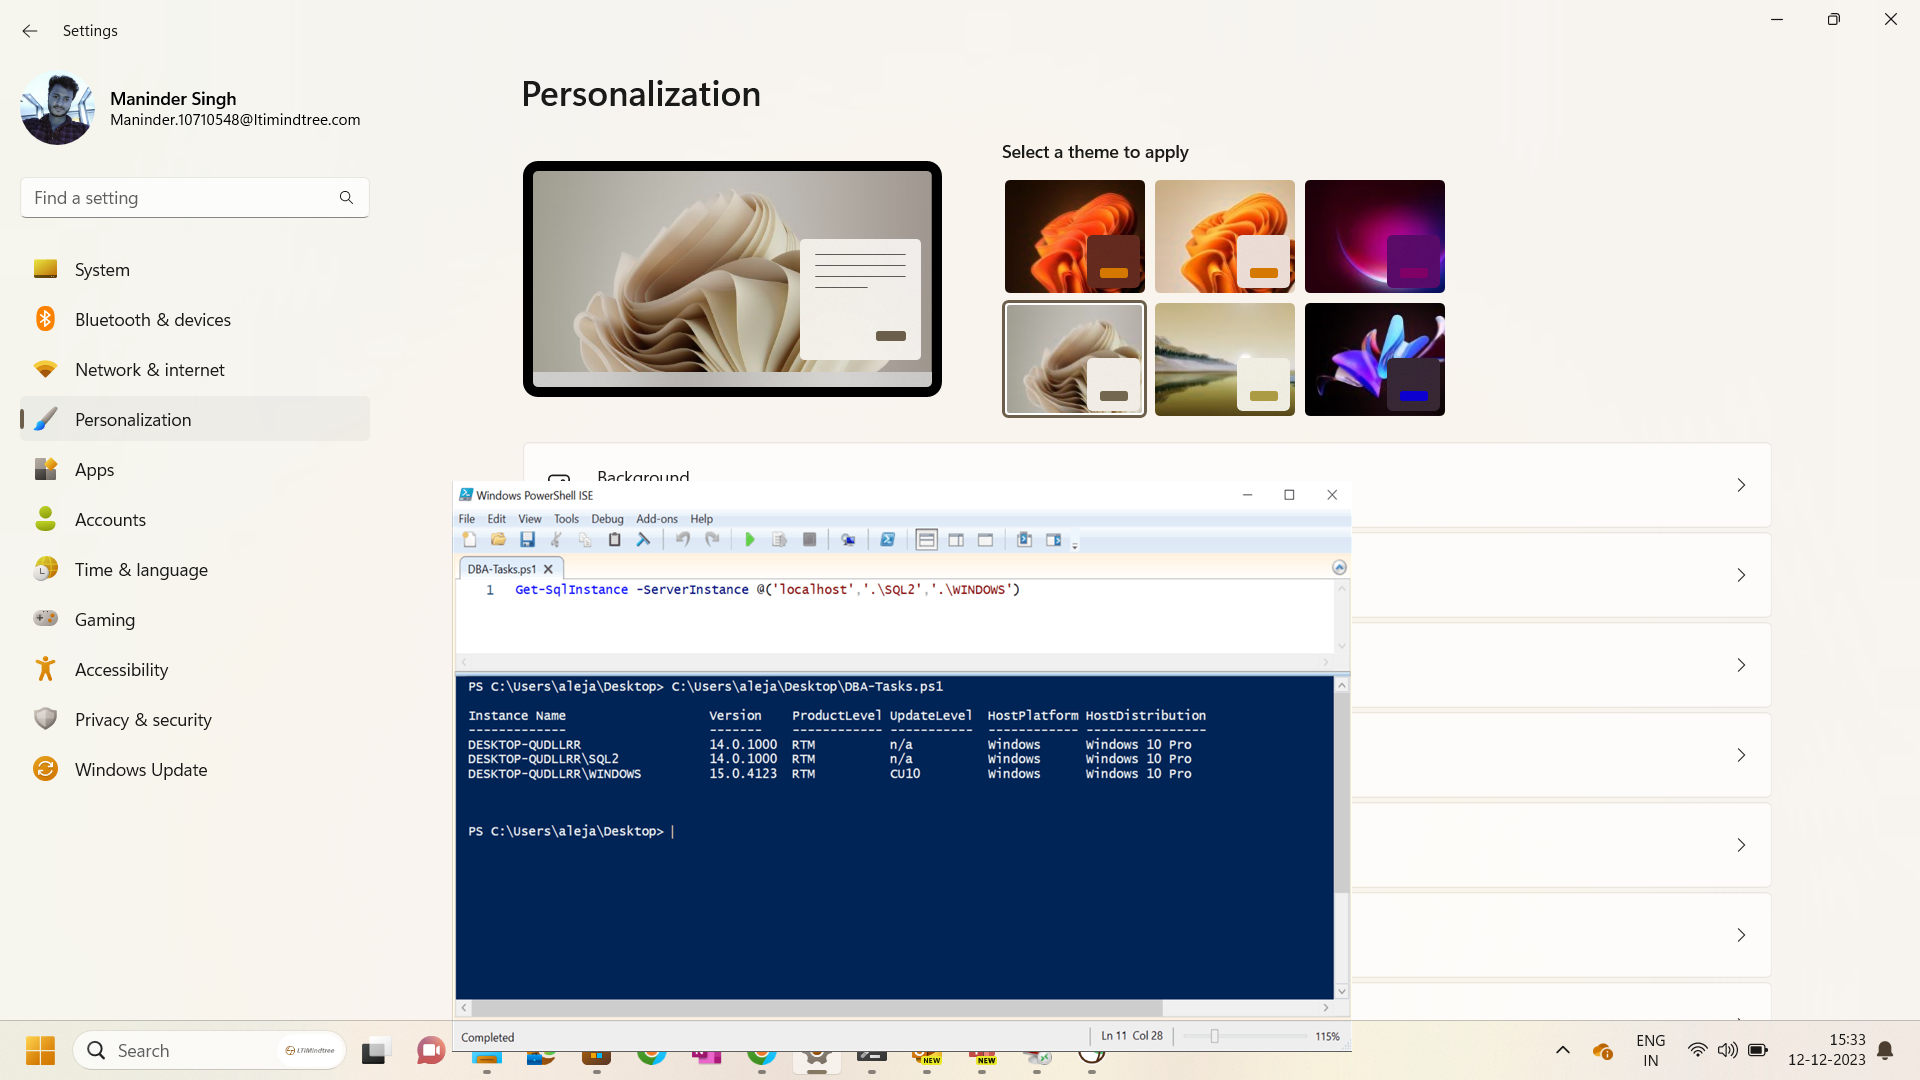 Settings
Maninder Singh
Maninder.10710548@ltimindtree.com
Find a setting
System
Bluetooth & devices
Network & internet
Personalization
Apps
Accounts
Time & language
Gaming
Accessibility
Privacy & security
Windows Update
Personalization
Select a theme to apply
Background
Windows PowerShell ISE
File Edit View Tools Debug Add-ons Help
DBA-Tasks.ps1
1 Get-SqlInstance -ServerInstance @('localhost','.\SQL2','.\WINDOWS')
PS C:\Users\aleja\Desktop> C:\Users\aleja\Desktop\DBA-Tasks.ps1
Instance Name Version ProductLevel UpdateLevel HostPlatform HostDistribution
------------- ------- ------------ ----------- ------------ ----------------
DESKTOP-QUDLLRR 14.0.1000 RTM n/a Windows Windows 10 Pro
DESKTOP-QUDLLRR\SQL2 14.0.1000 RTM n/a Windows Windows 10 Pro
DESKTOP-QUDLLRR\WINDOWS 15.0.4123 RTM CU10 Windows Windows 10 Pro
PS C:\Users\aleja\Desktop>
Completed
Ln 11 Col 28
115%
Search
LTIMindtree
NEW
NEW
ENG
IN
15:33
12-12-2023